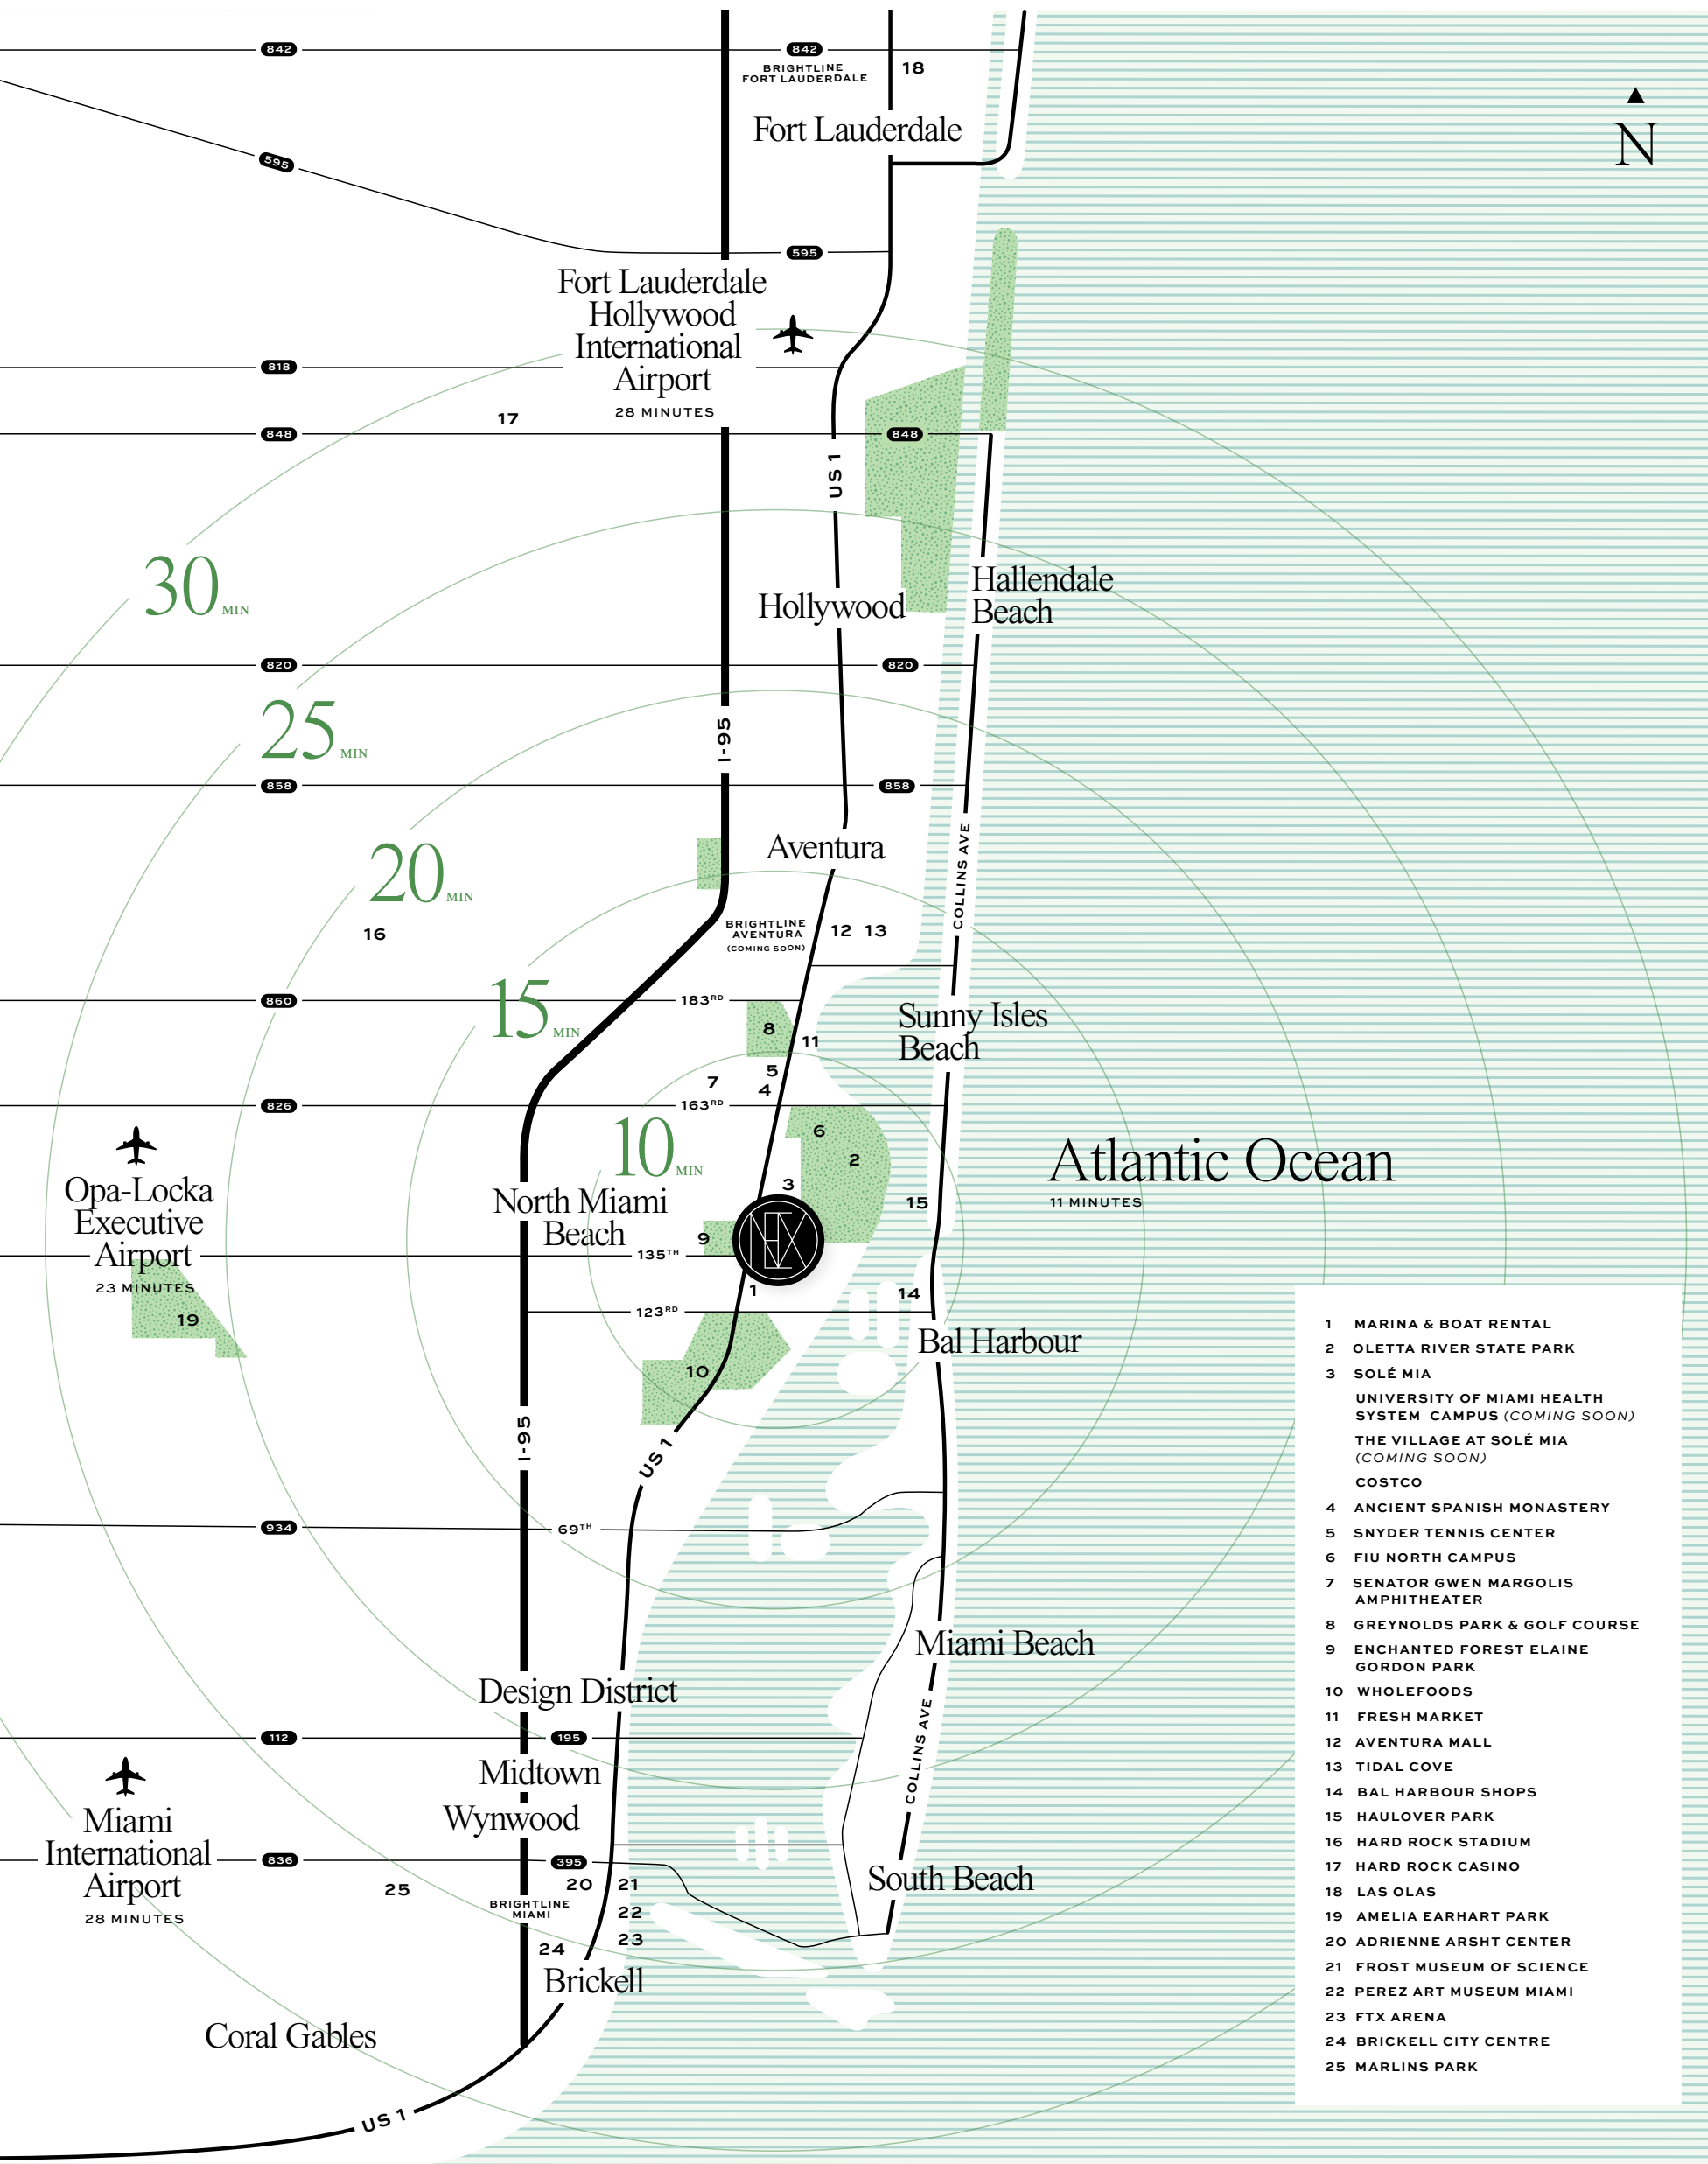 842
842
BRIGHTLINE
FORT LAUDERDALE
18
Fort Lauderdale
N
595
595
Fort Lauderdale
Hollywood
International
Airport
28 MINUTES
818
17
848
848
US 1
30 MIN
Hollywood
Hallendale
Beach
820
820
25 MIN
I-95
858
858
COLLINS AVE
Aventura
20 MIN
16
BRIGHTLINE
AVENTURA
(COMING SOON)
12 13
15 MIN
860
183RD
Sunny Isles
Beach
8
11
5
7
4
826
163RD
10 MIN
6
2
Atlantic Ocean
11 MINUTES
Opa-Locka
Executive
Airport
23 MINUTES
19
North Miami
Beach
3
15
NEX
9
135TH
1
14
123RD
Bal Harbour
10
I-95
US 1
934
69TH
Miami Beach
Design District
112
195
COLLINS AVE
Midtown
Wynwood
Miami
International
Airport
28 MINUTES
836
395
South Beach
25
20
21
BRIGHTLINE
MIAMI
22
23
24
Brickell
Coral Gables
US 1
1 MARINA & BOAT RENTAL
2 OLETTA RIVER STATE PARK
3 SOLÉ MIA
UNIVERSITY OF MIAMI HEALTH
SYSTEM CAMPUS (COMING SOON)
THE VILLAGE AT SOLÉ MIA
(COMING SOON)
COSTCO
4 ANCIENT SPANISH MONASTERY
5 SNYDER TENNIS CENTER
6 FIU NORTH CAMPUS
7 SENATOR GWEN MARGOLIS
AMPHITHEATER
8 GREYNOLDS PARK & GOLF COURSE
9 ENCHANTED FOREST ELAINE
GORDON PARK
10 WHOLEFOODS
11 FRESH MARKET
12 AVENTURA MALL
13 TIDAL COVE
14 BAL HARBOUR SHOPS
15 HAULOVER PARK
16 HARD ROCK STADIUM
17 HARD ROCK CASINO
18 LAS OLAS
19 AMELIA EARHART PARK
20 ADRIENNE ARSHT CENTER
21 FROST MUSEUM OF SCIENCE
22 PEREZ ART MUSEUM MIAMI
23 FTX ARENA
24 BRICKELL CITY CENTRE
25 MARLINS PARK